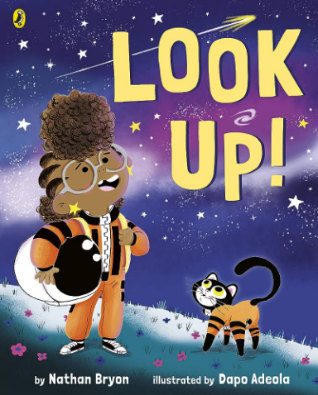 LOOK
UP!
by Nathan Bryon illustrated by Dapo Adeola